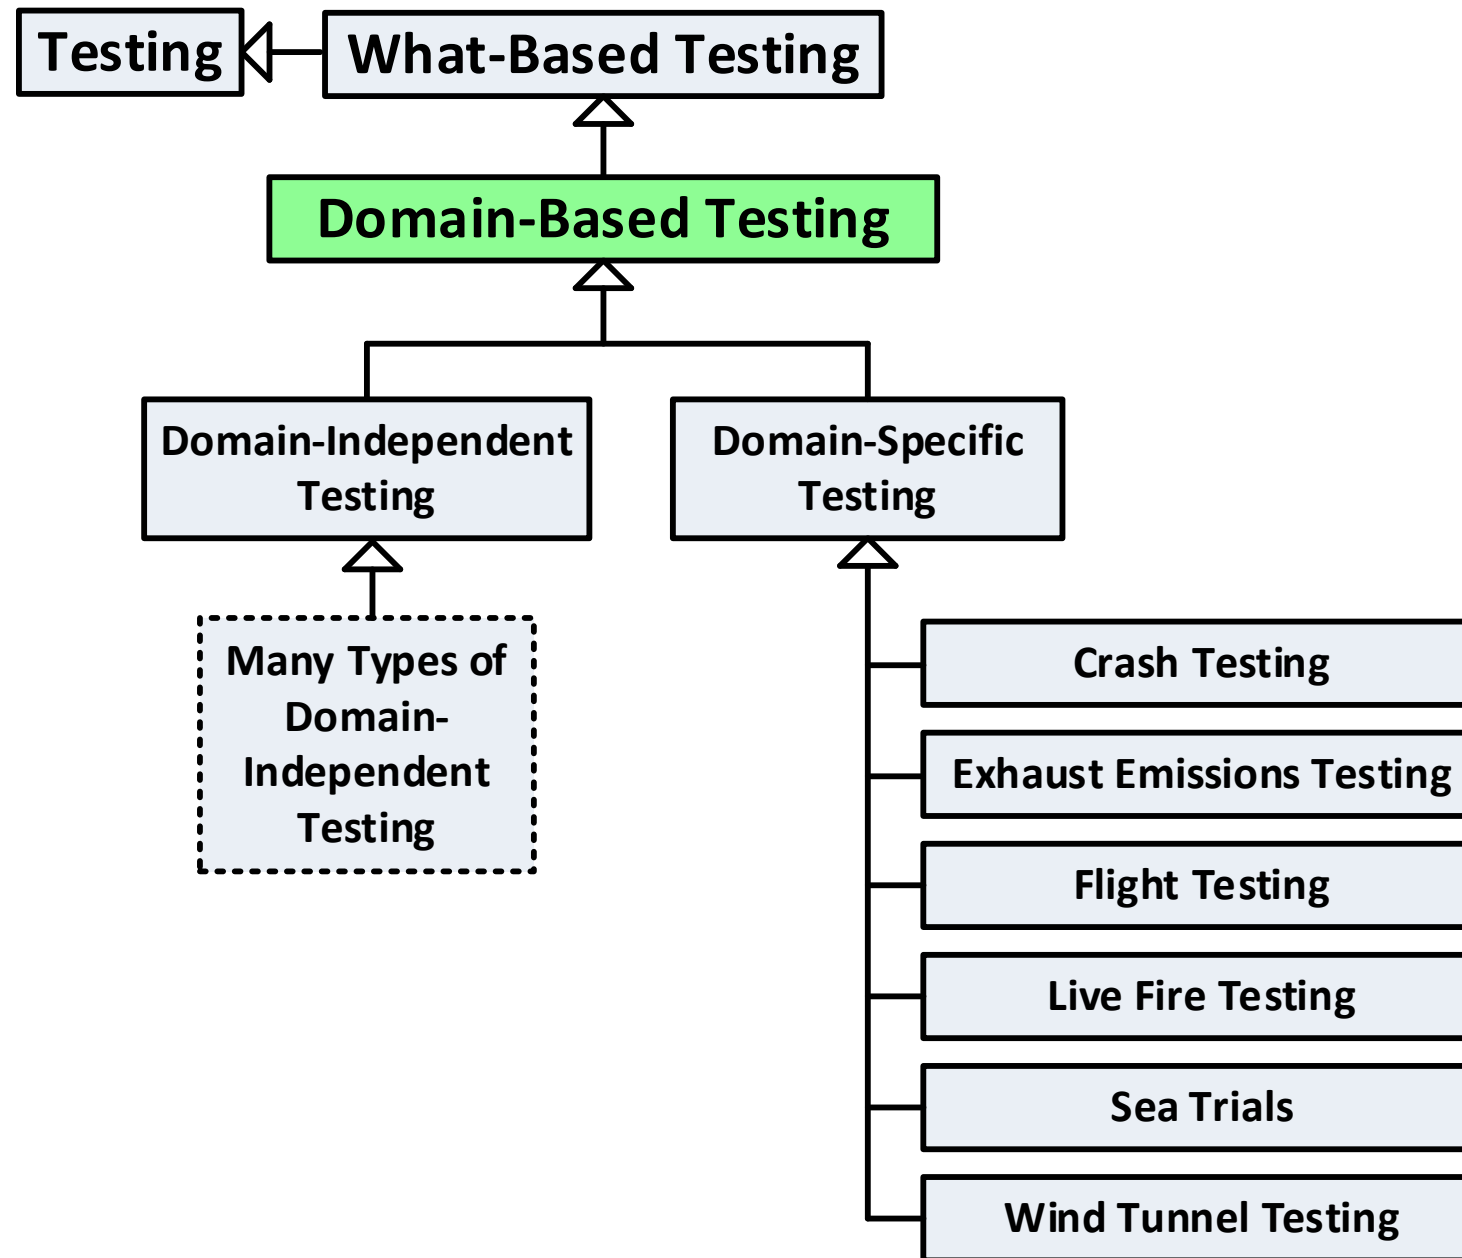 Testing
What-Based Testing
Domain-Based Testing
Domain-Independent
Testing
Domain-Specific
Testing
Many Types of
Domain-
Independent
Testing
Crash Testing
Exhaust Emissions Testing
Flight Testing
Live Fire Testing
Sea Trials
Wind Tunnel Testing